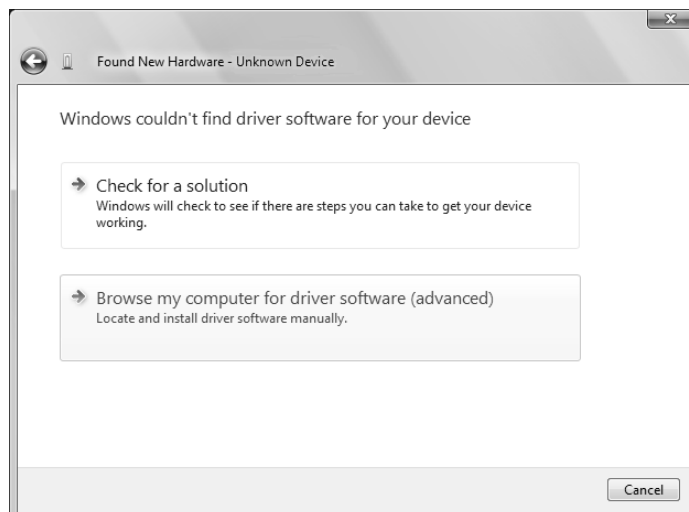 Found New Hardware - Unknown Device
Windows couldn't find driver software for your device
Check for a solution
Windows will check to see if there are steps you can take to get your device
working.
Browse my computer for driver software (advanced)
Locate and install driver software manually.
Cancel